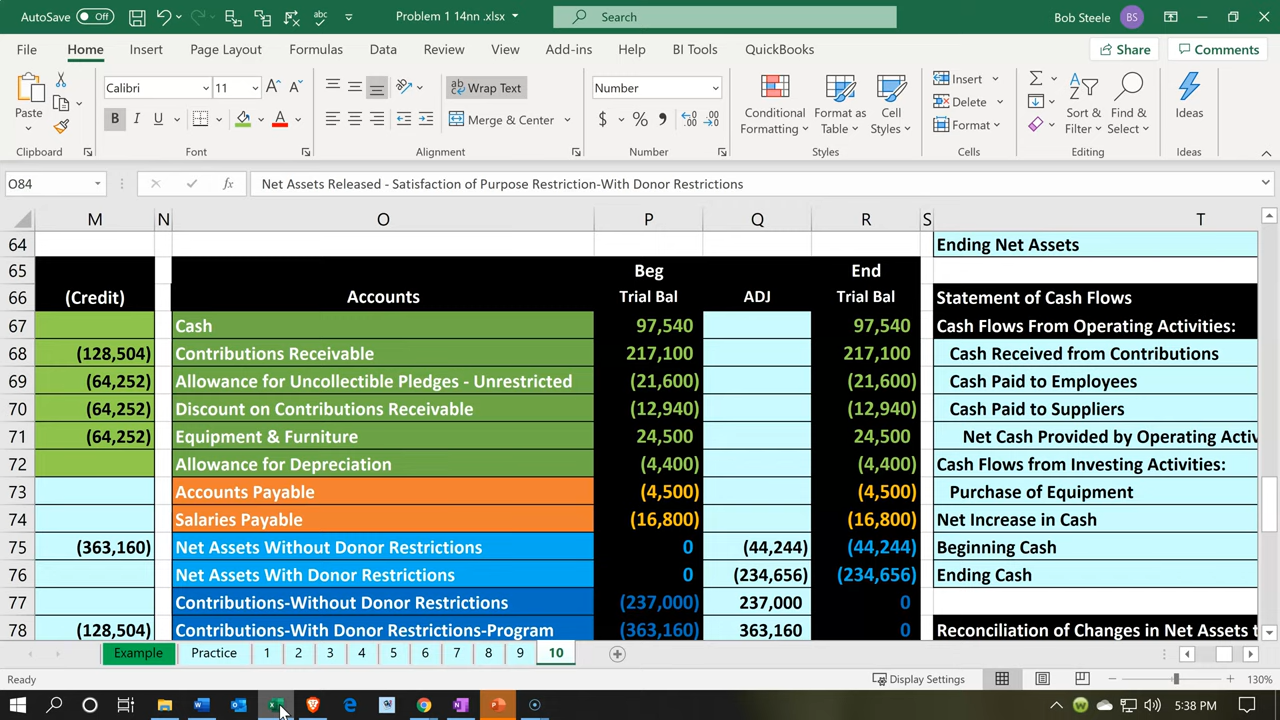 AutoSave Off Problem 1 14nn .xlsx Search Bob Steele BS
File Home Insert Page Layout Formulas Data Review View Add-ins Help BI Tools QuickBooks Share Comments
Calibri 11 Wrap Text Number Insert
Paste Merge & Center Conditional Formatting Format as Table Cell Styles Delete Format Sort & Filter Find & Select Ideas
Clipboard Font Alignment Number Styles Cells Editing Ideas
O84 fx Net Assets Released - Satisfaction of Purpose Restriction-With Donor Restrictions
M N O P Q R S T
64 Ending Net Assets
65 Beg End
66 (Credit) Accounts Trial Bal ADJ Trial Bal Statement of Cash Flows
67 Cash 97,540 97,540 Cash Flows From Operating Activities:
68 (128,504) Contributions Receivable 217,100 217,100 Cash Received from Contributions
69 (64,252) Allowance for Uncollectible Pledges - Unrestricted (21,600) (21,600) Cash Paid to Employees
70 (64,252) Discount on Contributions Receivable (12,940) (12,940) Cash Paid to Suppliers
71 (64,252) Equipment & Furniture 24,500 24,500 Net Cash Provided by Operating Activ
72 Allowance for Depreciation (4,400) (4,400) Cash Flows from Investing Activities:
73 Accounts Payable (4,500) (4,500) Purchase of Equipment
74 Salaries Payable (16,800) (16,800) Net Increase in Cash
75 (363,160) Net Assets Without Donor Restrictions 0 (44,244) (44,244) Beginning Cash
76 Net Assets With Donor Restrictions 0 (234,656) (234,656) Ending Cash
77 Contributions-Without Donor Restrictions (237,000) 237,000 0
78 (128,504) Contributions-With Donor Restrictions-Program (363,160) 363,160 0 Reconciliation of Changes in Net Assets t
Example Practice 1 2 3 4 5 6 7 8 9 10
Ready Display Settings 130%
5:38 PM